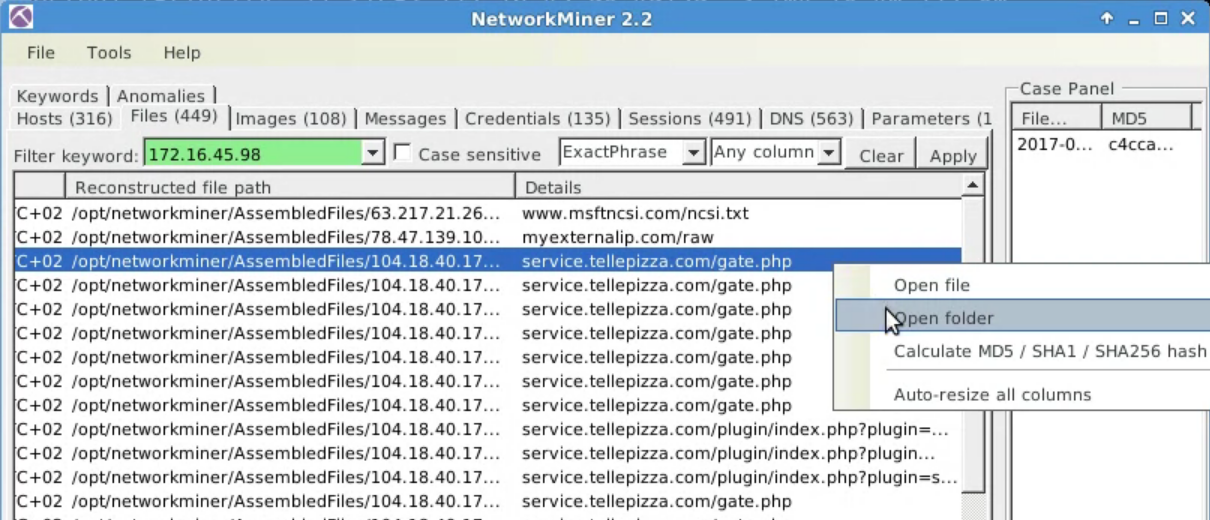 NetworkMiner 2.2
File Tools Help
Keywords Anomalies
Hosts (316) Files (449) Images (108) Messages Credentials (135) Sessions (491) DNS (563) Parameters (1
Filter keyword: 172.16.45.98 Case sensitive ExactPhrase Any column Clear Apply
Reconstructed file path Details
C+02 /opt/networkminer/AssembledFiles/63.217.21.26... www.msftncsi.com/ncsi.txt
C+02 /opt/networkminer/AssembledFiles/78.47.139.10... myexternalip.com/raw
C+02 /opt/networkminer/AssembledFiles/104.18.40.17... service.tellepizza.com/gate.php
C+02 /opt/networkminer/AssembledFiles/104.18.40.17... service.tellepizza.com/gate.php
C+02 /opt/networkminer/AssembledFiles/104.18.40.17... service.tellepizza.com/gate.php
C+02 /opt/networkminer/AssembledFiles/104.18.40.17... service.tellepizza.com/gate.php
C+02 /opt/networkminer/AssembledFiles/104.18.40.17... service.tellepizza.com/gate.php
C+02 /opt/networkminer/AssembledFiles/104.18.40.17... service.tellepizza.com/gate.php
C+02 /opt/networkminer/AssembledFiles/104.18.40.17... service.tellepizza.com/gate.php
C+02 /opt/networkminer/AssembledFiles/104.18.40.17... service.tellepizza.com/plugin/index.php?plugin=...
C+02 /opt/networkminer/AssembledFiles/104.18.40.17... service.tellepizza.com/plugin/index.php?plugin...
C+02 /opt/networkminer/AssembledFiles/104.18.40.17... service.tellepizza.com/plugin/index.php?plugin=s...
C+02 /opt/networkminer/AssembledFiles/104.18.40.17... service.tellepizza.com/gate.php
Open file
Open folder
Calculate MD5 / SHA1 / SHA256 hash
Auto-resize all columns
Case Panel
File... MD5
2017-0... c4cca...